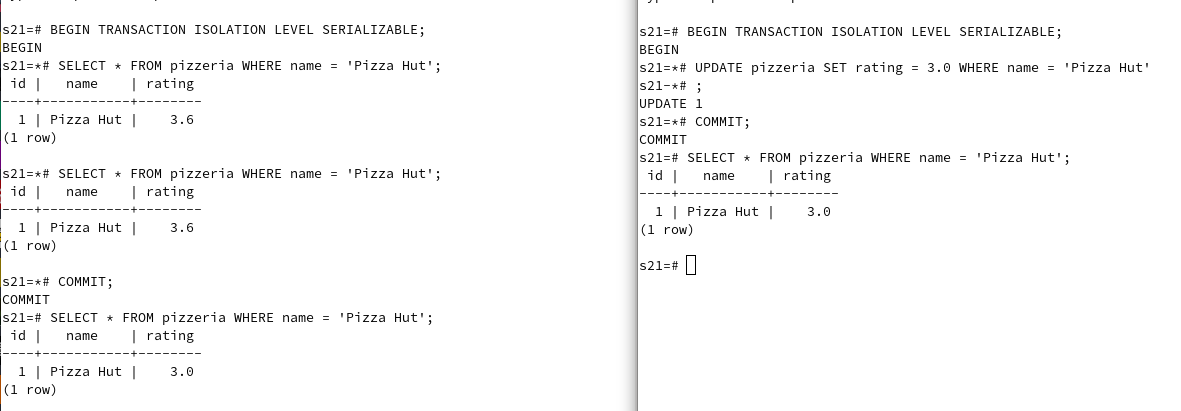 s21=# BEGIN TRANSACTION ISOLATION LEVEL SERIALIZABLE;
BEGIN
s21=*# SELECT * FROM pizzeria WHERE name = 'Pizza Hut';
 id |   name    | rating
----+-----------+--------
  1 | Pizza Hut |    3.6
(1 row)

s21=*# SELECT * FROM pizzeria WHERE name = 'Pizza Hut';
 id |   name    | rating
----+-----------+--------
  1 | Pizza Hut |    3.6
(1 row)

s21=*# COMMIT;
COMMIT
s21=# SELECT * FROM pizzeria WHERE name = 'Pizza Hut';
 id |   name    | rating
----+-----------+--------
  1 | Pizza Hut |    3.0
(1 row)

s21=# BEGIN TRANSACTION ISOLATION LEVEL SERIALIZABLE;
BEGIN
s21=*# UPDATE pizzeria SET rating = 3.0 WHERE name = 'Pizza Hut'
s21-*# ;
UPDATE 1
s21=*# COMMIT;
COMMIT
s21=# SELECT * FROM pizzeria WHERE name = 'Pizza Hut';
 id |   name    | rating
----+-----------+--------
  1 | Pizza Hut |    3.0
(1 row)

s21=#